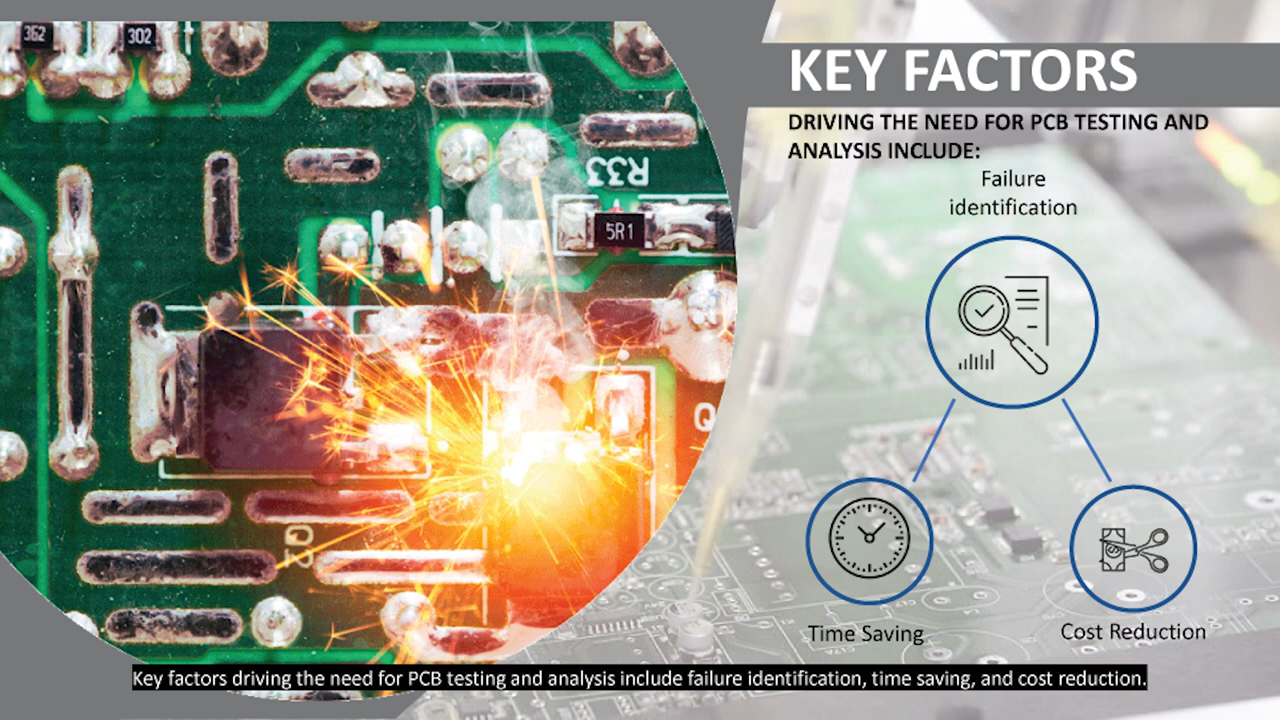 362
302
R33
5R1
Q
Q2
KEY FACTORS
DRIVING THE NEED FOR PCB TESTING AND
ANALYSIS INCLUDE:
Failure
identification
Time Saving
Cost Reduction
Key factors driving the need for PCB testing and analysis include failure identification, time saving, and cost reduction.